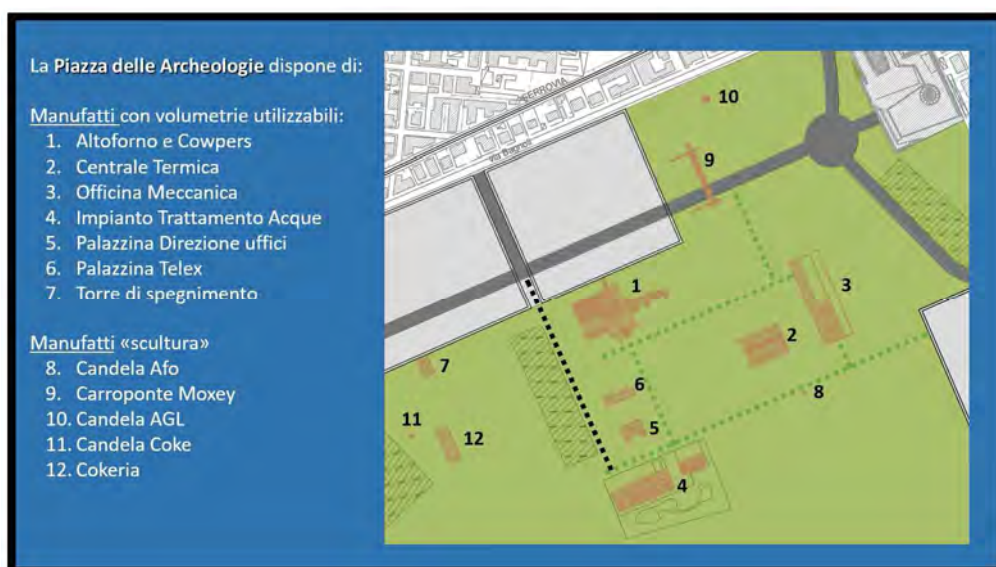 La Piazza delle Archeologie dispone di:
Manufatti con volumetrie utilizzabili:
1. Altoforno e Cowpers
2. Centrale Termica
3. Officina Meccanica
4. Impianto Trattamento Acque
5. Palazzina Direzione uffici
6. Palazzina Telex
7. Torre di spegnimento
Manufatti «scultura»
8. Candela Afo
9. Carroponte Moxey
10. Candela AGL
11. Candela Coke
12. Cokeria
FERROVIA
via Bagnoli
10
9
1
3
2
7
6
8
11
12
5
4